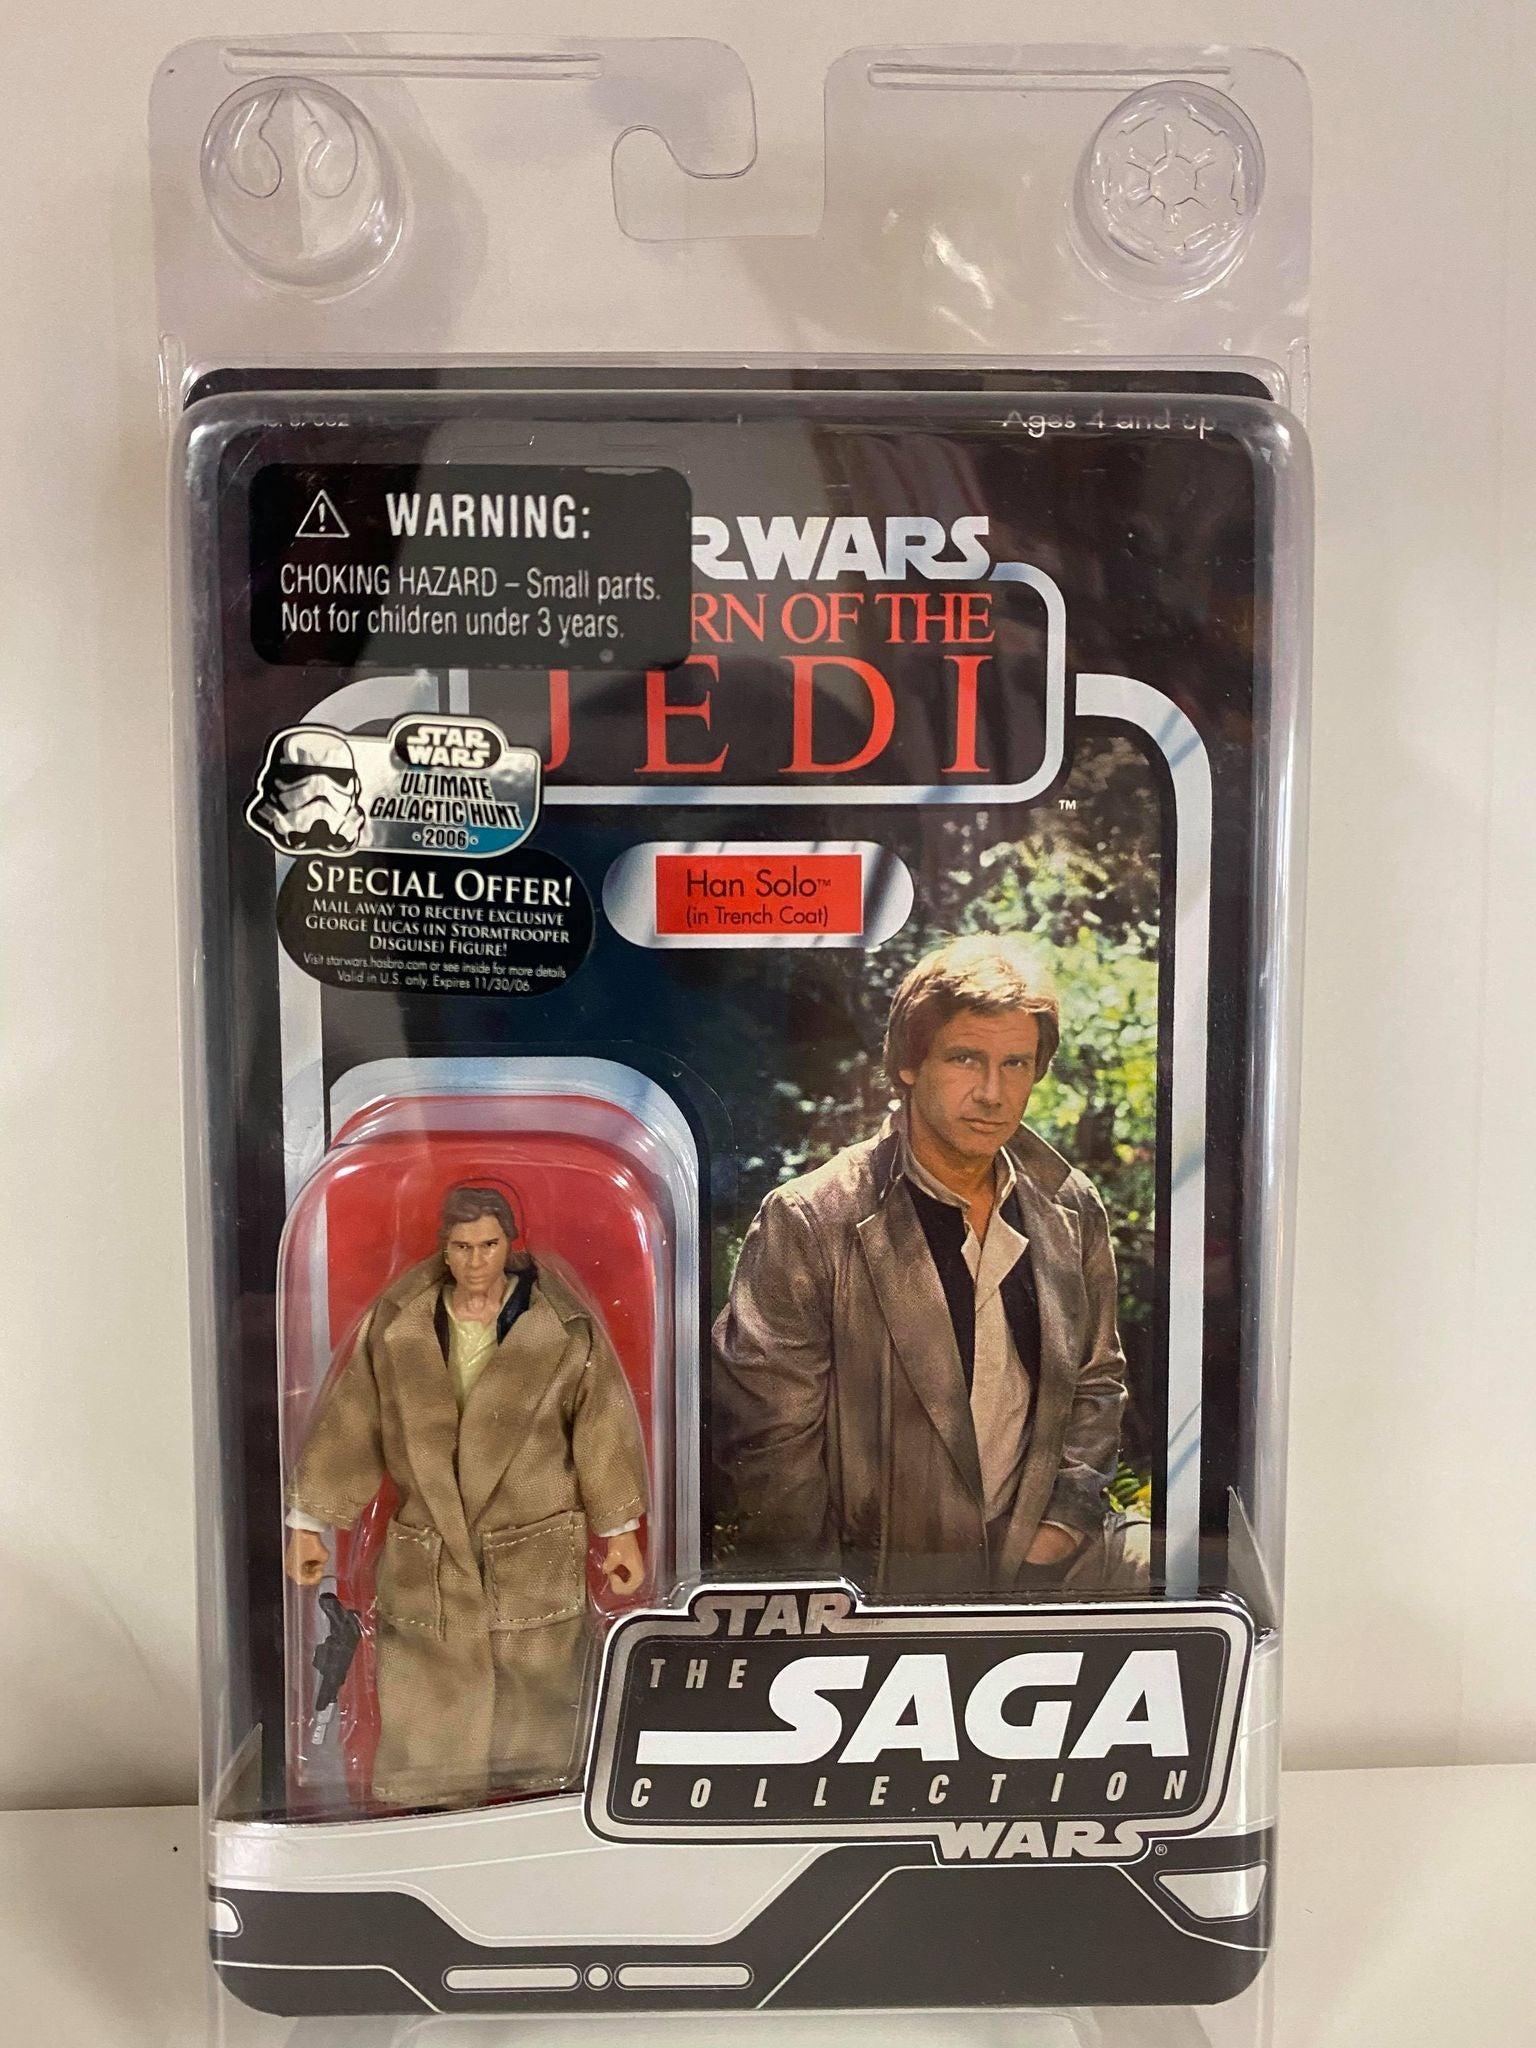 Ages 4 and up
WARNING:
CHOKING HAZARD – Small parts.
Not for children under 3 years.
WARS
OF THE
JEDI
TM
STAR
WARS
ULTIMATE
GALACTIC HUNT
•2006•
SPECIAL OFFER!
MAIL AWAY TO RECEIVE EXCLUSIVE
GEORGE LUCAS (IN STORMTROOPER
DISGUISE) FIGURE!
Visit starwars.hasbro.com or see inside for more details
Valid in U.S. only. Expires 11/30/06.
Han Solo™
(in Trench Coat)
STAR
THE SAGA
COLLECTION
WARS®